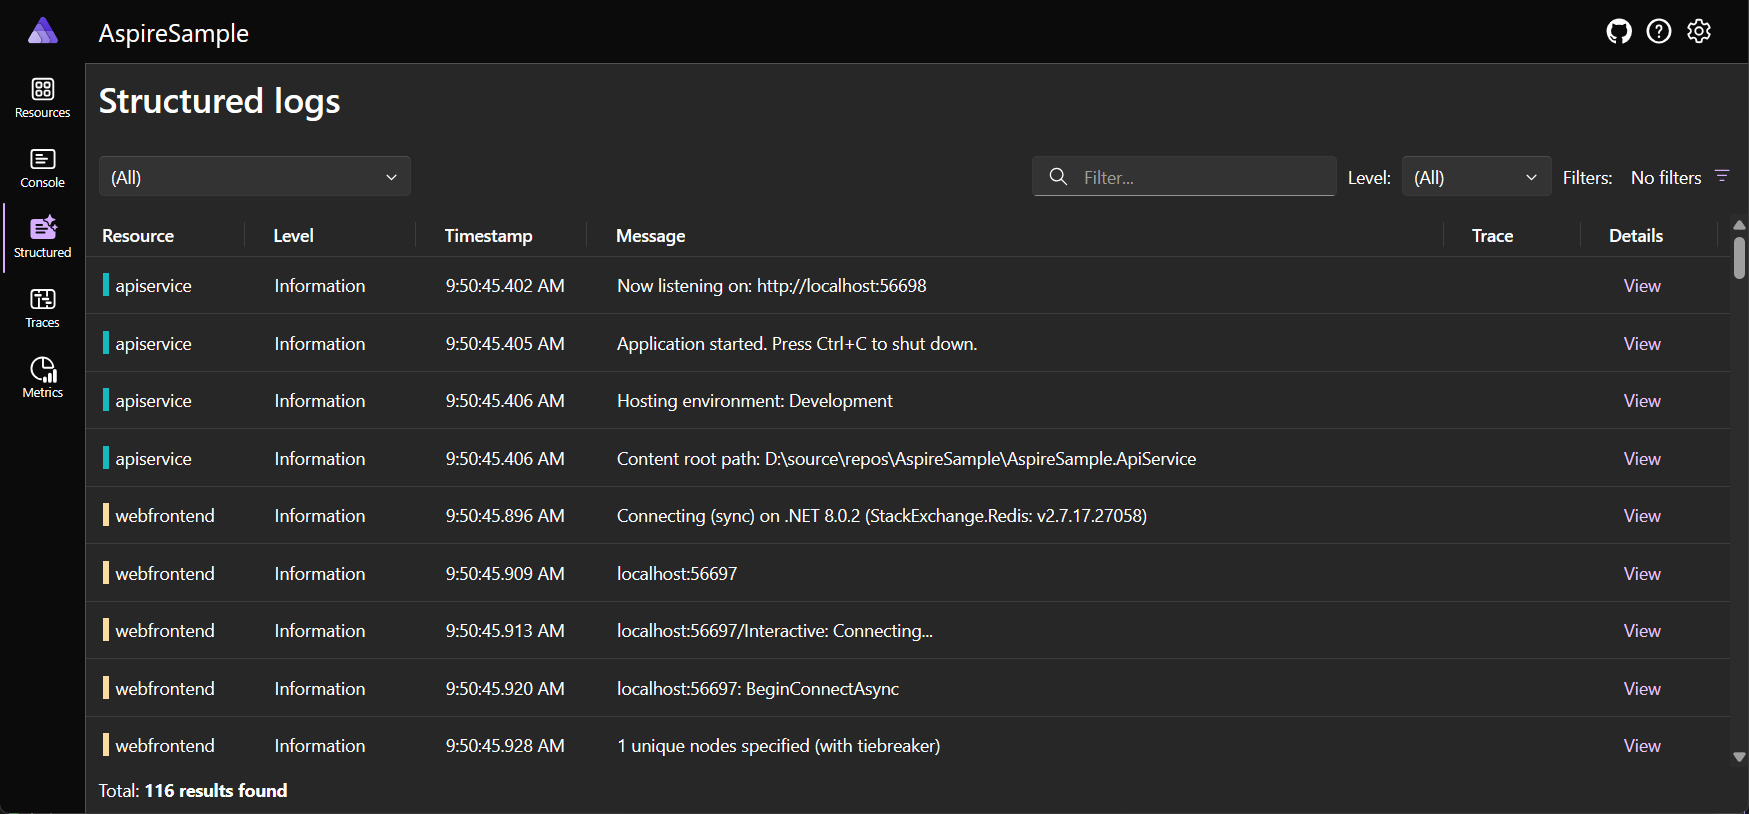 AspireSample
Resources
Console
Structured
Traces
Metrics
Structured logs
(All)
Filter...
Level: (All) Filters: No filters
Resource Level Timestamp Message Trace Details
apiservice Information 9:50:45.402 AM Now listening on: http://localhost:56698 View
apiservice Information 9:50:45.405 AM Application started. Press Ctrl+C to shut down. View
apiservice Information 9:50:45.406 AM Hosting environment: Development View
apiservice Information 9:50:45.406 AM Content root path: D:\source\repos\AspireSample\AspireSample.ApiService View
webfrontend Information 9:50:45.896 AM Connecting (sync) on .NET 8.0.2 (StackExchange.Redis: v2.7.17.27058) View
webfrontend Information 9:50:45.909 AM localhost:56697 View
webfrontend Information 9:50:45.913 AM localhost:56697/Interactive: Connecting... View
webfrontend Information 9:50:45.920 AM localhost:56697: BeginConnectAsync View
webfrontend Information 9:50:45.928 AM 1 unique nodes specified (with tiebreaker) View
Total: 116 results found